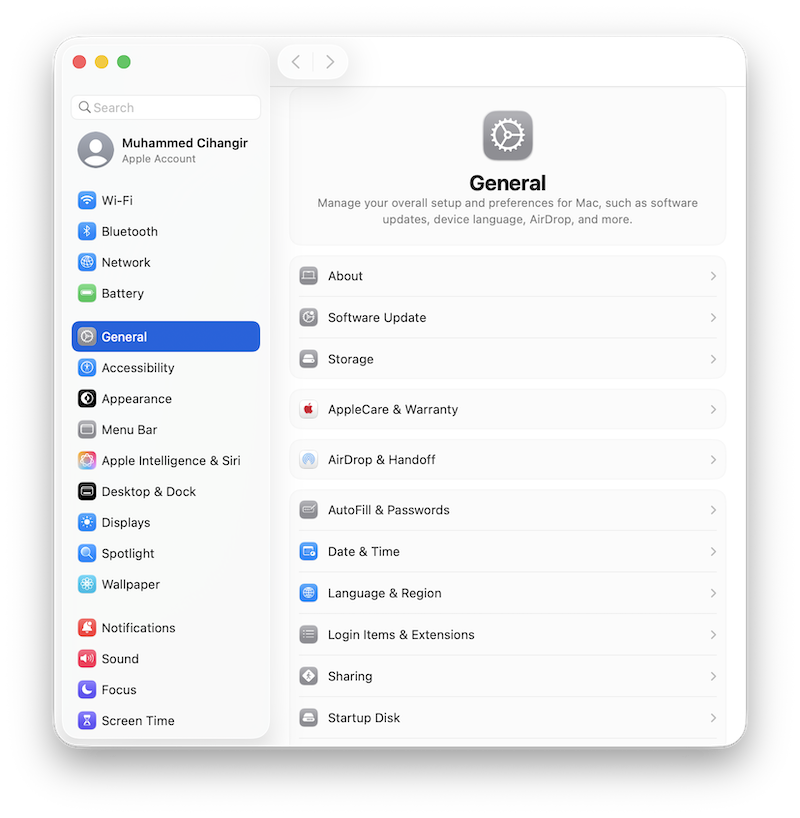 Search
Muhammed Cihangir
Apple Account
Wi-Fi
Bluetooth
Network
Battery
General
Accessibility
Appearance
Menu Bar
Apple Intelligence & Siri
Desktop & Dock
Displays
Spotlight
Wallpaper
Notifications
Sound
Focus
Screen Time
General
Manage your overall setup and preferences for Mac, such as software
updates, device language, AirDrop, and more.
About
Software Update
Storage
AppleCare & Warranty
AirDrop & Handoff
AutoFill & Passwords
Date & Time
Language & Region
Login Items & Extensions
Sharing
Startup Disk